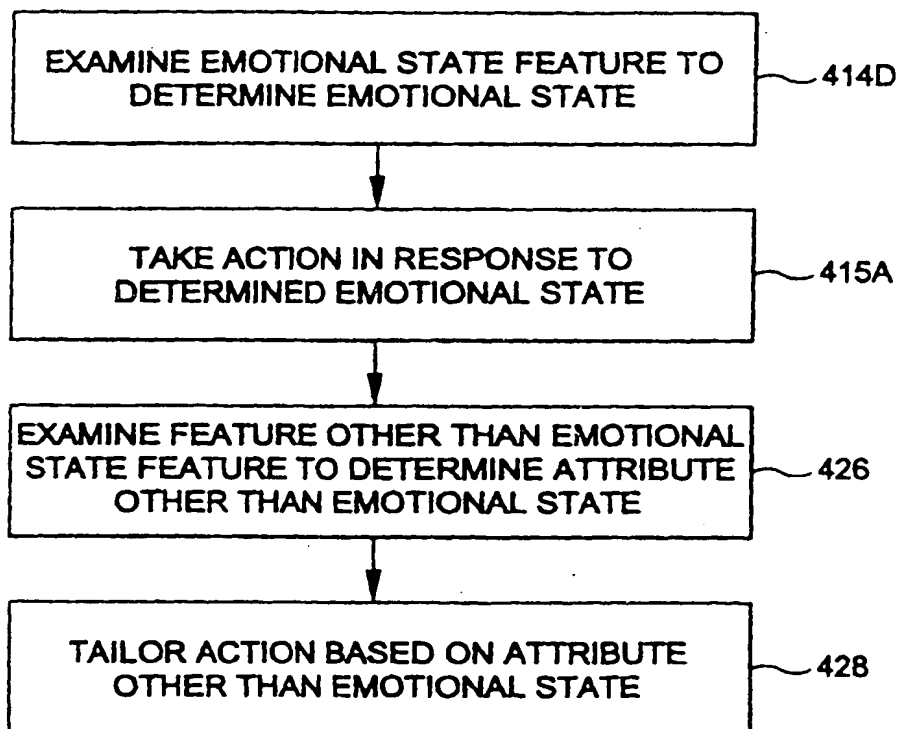 EXAMINE EMOTIONAL STATE FEATURE TO
DETERMINE EMOTIONAL STATE
414D
TAKE ACTION IN RESPONSE TO
DETERMINED EMOTIONAL STATE
415A
EXAMINE FEATURE OTHER THAN EMOTIONAL
STATE FEATURE TO DETERMINE ATTRIBUTE
OTHER THAN EMOTIONAL STATE
426
TAILOR ACTION BASED ON ATTRIBUTE
OTHER THAN EMOTIONAL STATE
428